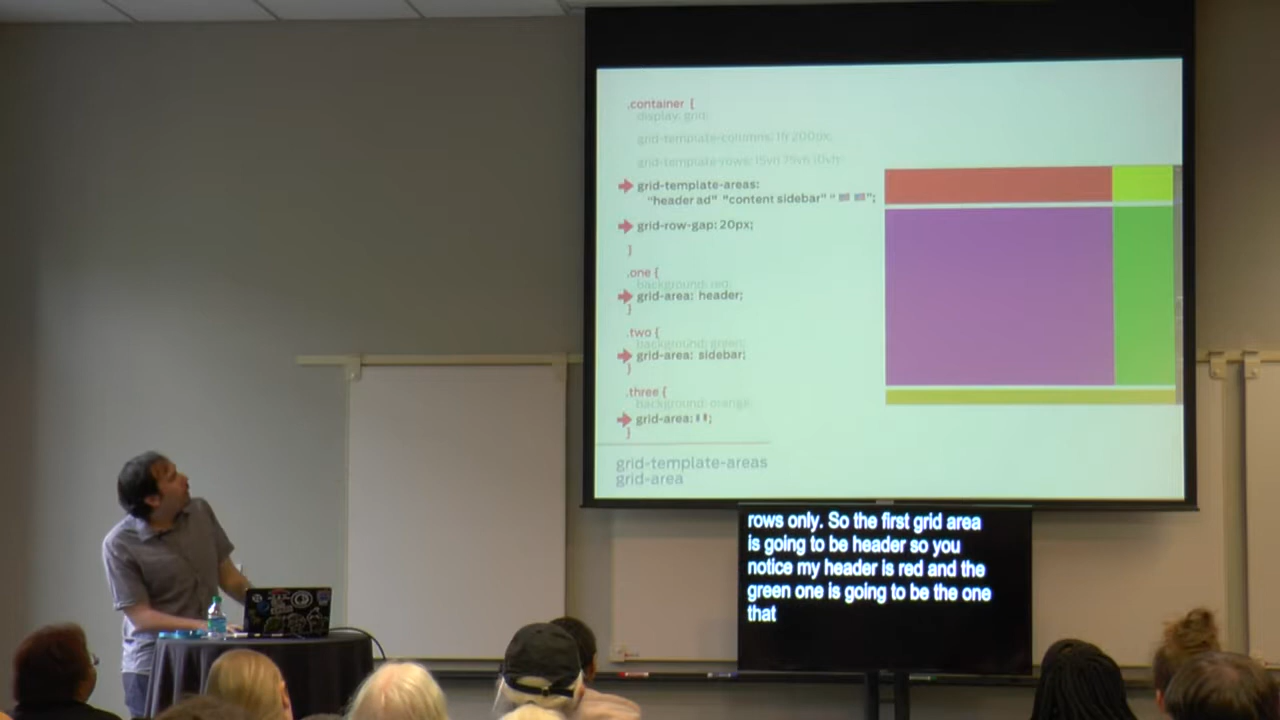 .container {
display: grid;
grid-template-columns: 1fr 200px;
grid-template-rows: 15vh 75vh 10vh;
grid-template-areas:
"header ad" "content sidebar" " 🇺🇸 🇺🇸";
grid-row-gap: 20px;
}
.one {
background: red;
grid-area: header;
}
.two {
background: green;
grid-area: sidebar;
}
.three {
background: orange;
grid-area: ;
}
grid-template-areas
grid-area
rows only. So the first grid area
is going to be header so you
notice my header is red and the
green one is going to be the one
that